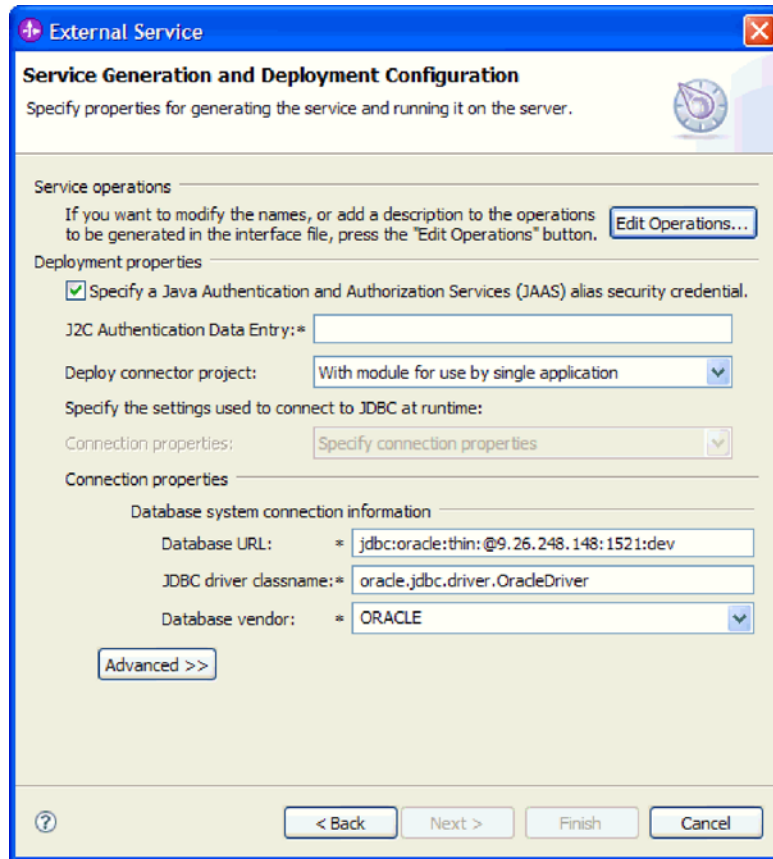 External Service
Service Generation and Deployment Configuration
Specify properties for generating the service and running it on the server.
Service operations
If you want to modify the names, or add a description to the operations
to be generated in the interface file, press the "Edit Operations" button.
Edit Operations...
Deployment properties
Specify a Java Authentication and Authorization Services (JAAS) alias security credential.
J2C Authentication Data Entry:*
Deploy connector project: With module for use by single application
Specify the settings used to connect to JDBC at runtime:
Connection properties: Specify connection properties
Connection properties
Database system connection information
Database URL: * jdbc:oracle:thin:@9.26.248.148:1521:dev
JDBC driver classname:* oracle.jdbc.driver.OracleDriver
Database vendor: * ORACLE
Advanced >>
? < Back Next > Finish Cancel